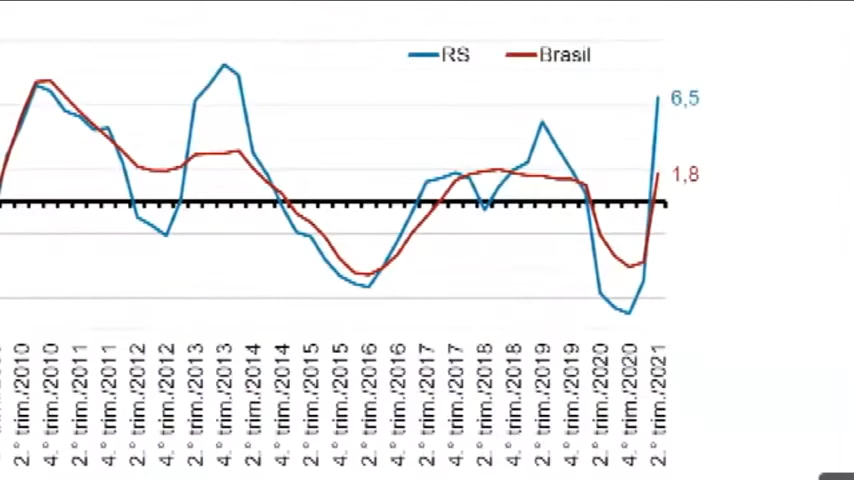 RS
Brasil
6,5
1,8
2.° trim./2010
4.° trim./2010
2.° trim./2011
4.° trim./2011
2.° trim./2012
4.° trim./2012
2.° trim./2013
4.° trim./2013
2.° trim./2014
4.° trim./2014
2.° trim./2015
4.° trim./2015
2.° trim./2016
4.° trim./2016
2.° trim./2017
4.° trim./2017
2.° trim./2018
4.° trim./2018
2.° trim./2019
4.° trim./2019
2.° trim./2020
4.° trim./2020
2.° trim./2021